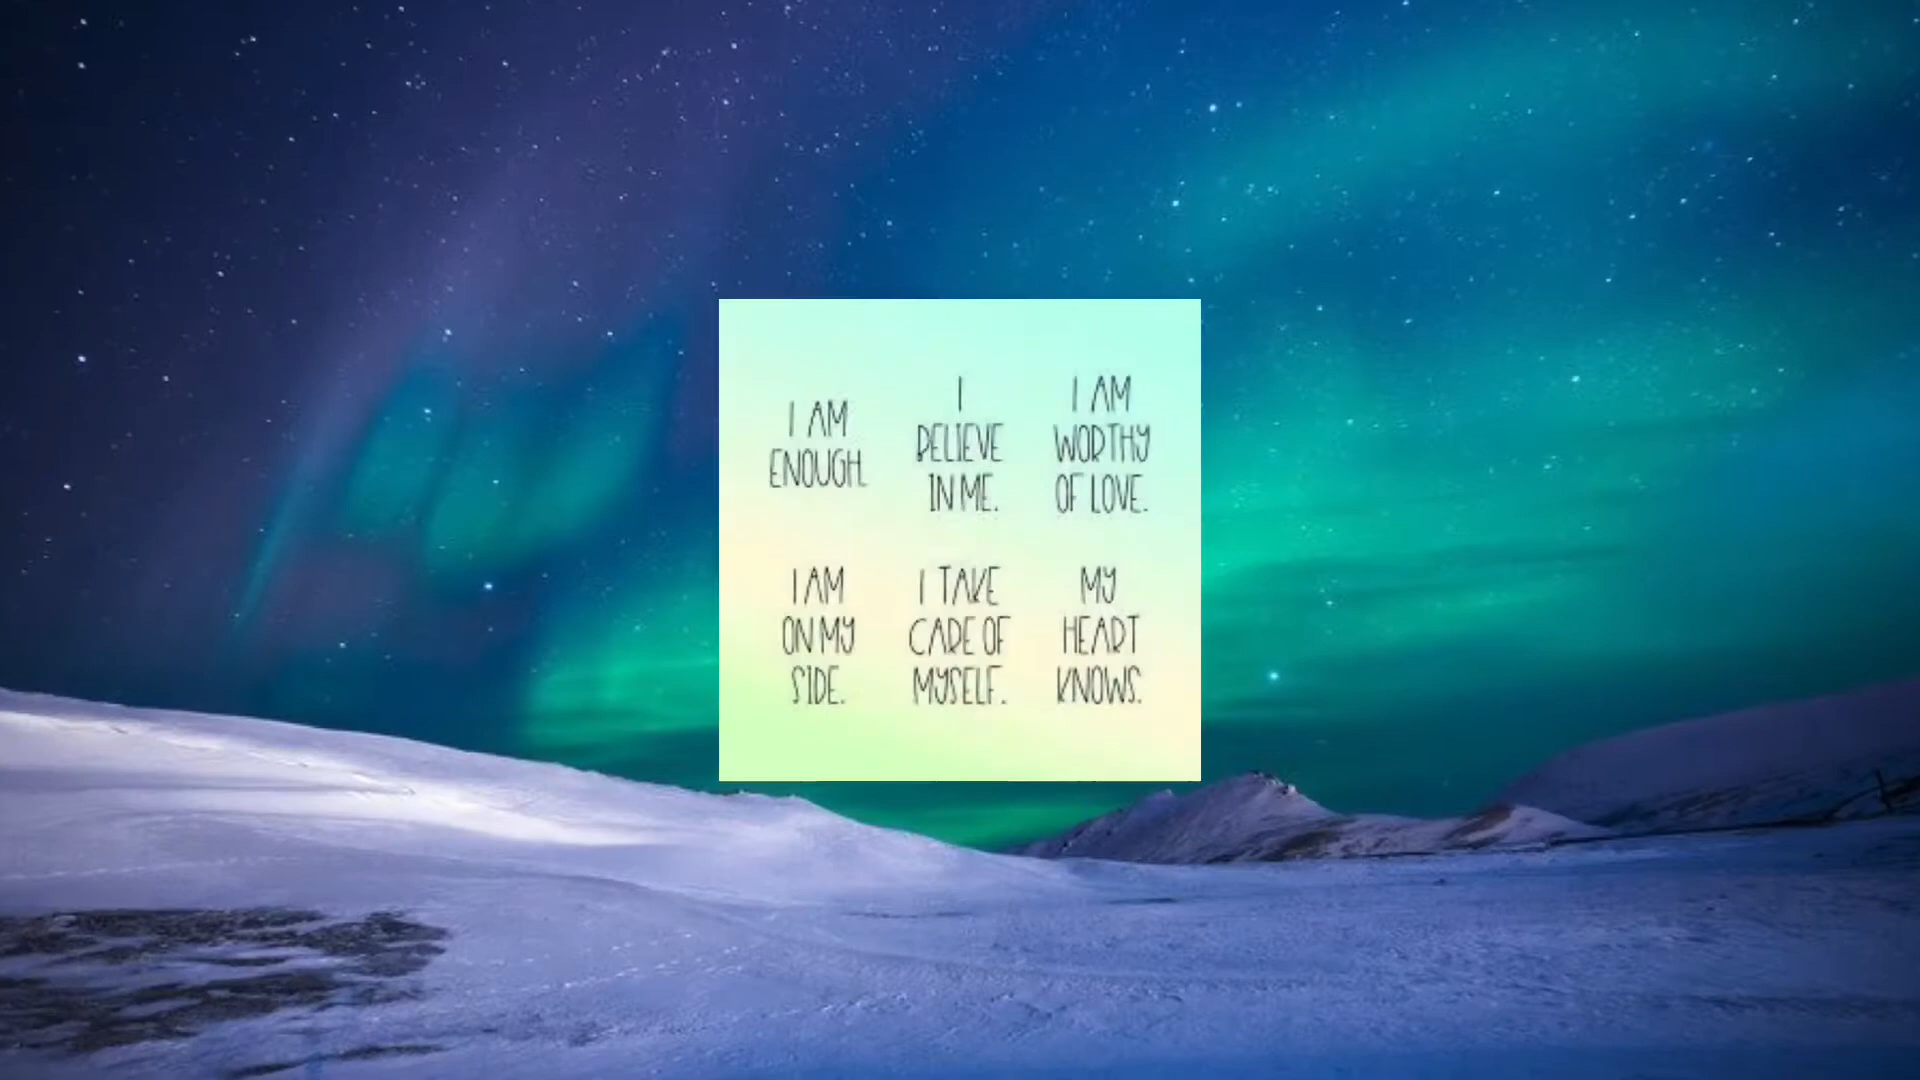 I AM
ENOUGH.
I
BELIEVE
IN ME.
I AM
WORTHY
OF LOVE.
I AM
ON MY
SIDE.
I TAKE
CARE OF
MYSELF.
MY
HEART
KNOWS.